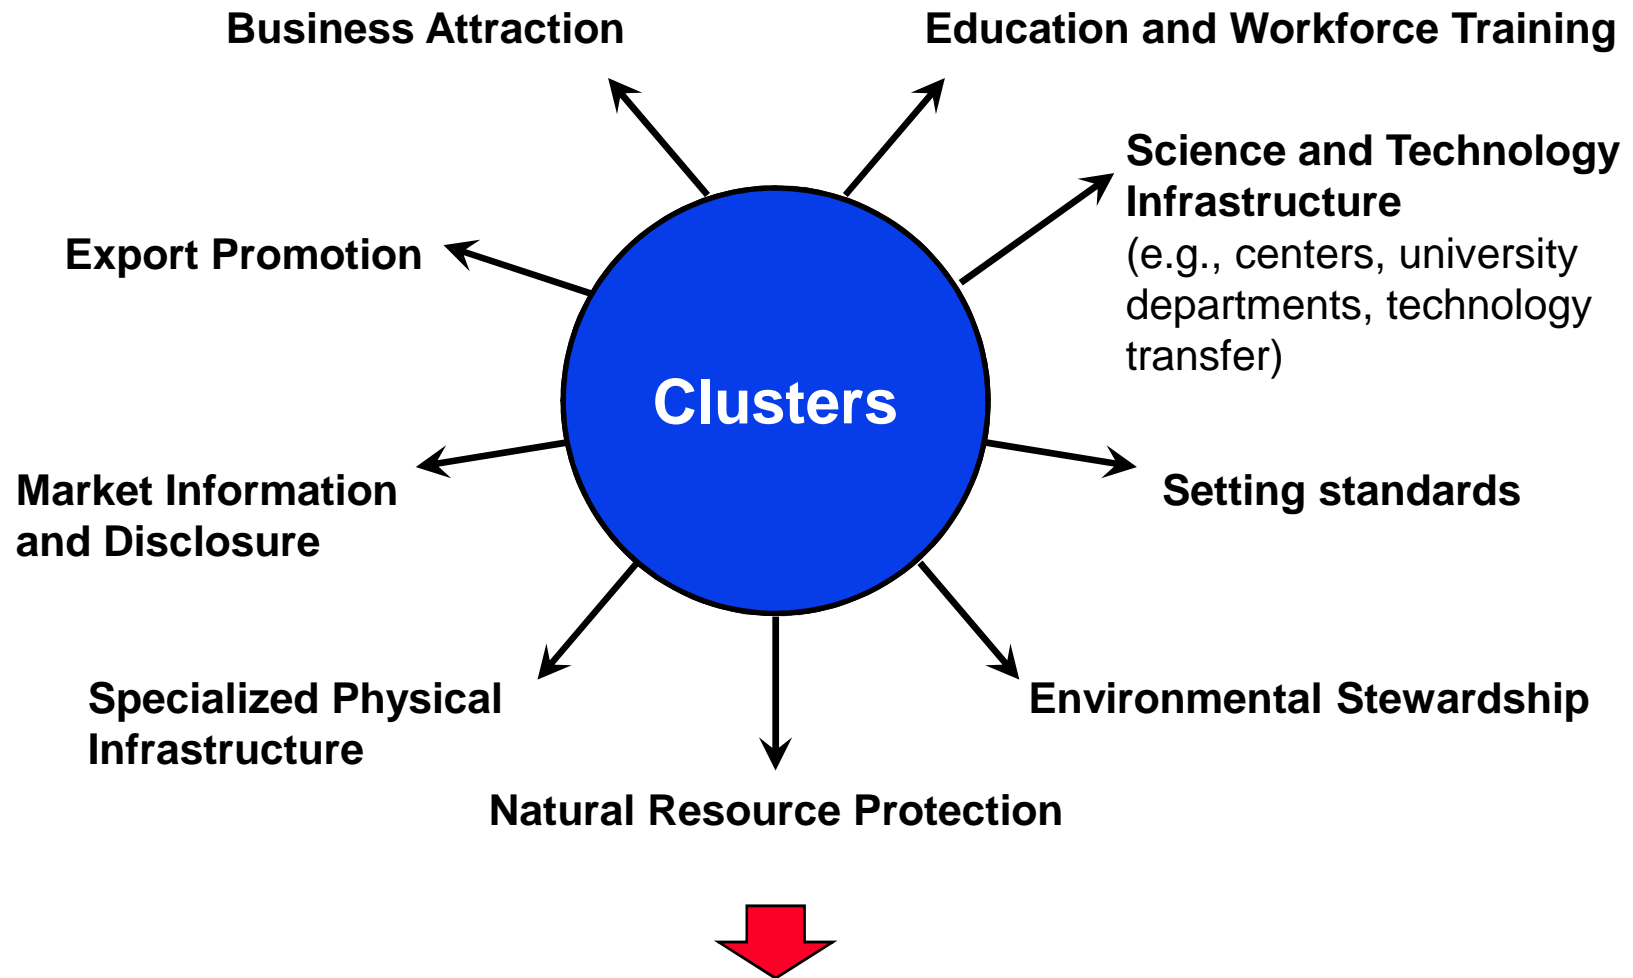 Business Attraction
Education and Workforce Training
Science and Technology
Infrastructure
(e.g., centers, university
departments, technology
transfer)
Export Promotion
Clusters
Market Information
and Disclosure
Setting standards
Specialized Physical
Infrastructure
Environmental Stewardship
Natural Resource Protection